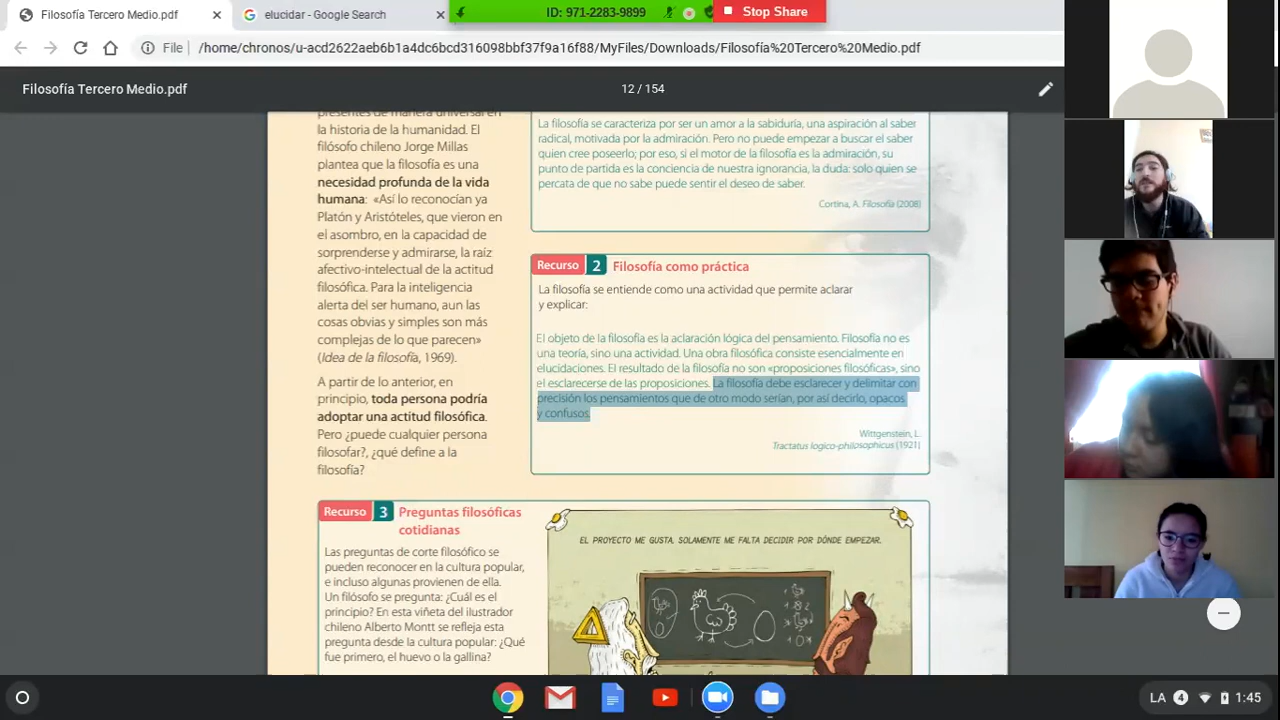 Filosofía Tercero Medio.pdf
elucidar - Google Search
ID: 971-2283-9899
Stop Share
File
/home/chronos/u-acd2622aeb6b1a4dc6bcd316098bbf37f9a16f88/MyFiles/Downloads/Filosofía%20Tercero%20Medio.pdf
Filosofía Tercero Medio.pdf
12 / 154
presentes de manera universal en
la historia de la humanidad. El
filósofo chileno Jorge Millas
plantea que la filosofía es una
necesidad profunda de la vida
humana: «Así lo reconocían ya
Platón y Aristóteles, que vieron en
el asombro, en la capacidad de
sorprenderse y admirarse, la raíz
afectivo-intelectual de la actitud
filosófica. Para la inteligencia
alerta del ser humano, aun las
cosas obvias y simples son más
complejas de lo que parecen»
(Idea de la filosofía, 1969).
A partir de lo anterior, en
principio, toda persona podría
adoptar una actitud filosófica.
Pero ¿puede cualquier persona
filosofar?, ¿qué define a la
filosofía?
La filosofía se caracteriza por ser un amor a la sabiduría, una aspiración al saber
radical, motivada por la admiración. Pero no puede empezar a buscar el saber
quien cree poseerlo; por eso, si el motor de la filosofía es la admiración, su
punto de partida es la conciencia de nuestra ignorancia, la duda: solo quien se
percata de que no sabe puede sentir el deseo de saber.
Cortina, A. Filosofía (2008)
Recurso 2 Filosofía como práctica
La filosofía se entiende como una actividad que permite aclarar
y explicar:
El objeto de la filosofía es la aclaración lógica del pensamiento. Filosofía no es
una teoría, sino una actividad. Una obra filosófica consiste esencialmente en
elucidaciones. El resultado de la filosofía no son «proposiciones filosóficas», sino
el esclarecerse de las proposiciones. La filosofía debe esclarecer y delimitar con
precisión los pensamientos que de otro modo serían, por así decirlo, opacos
y confusos.
Wittgenstein, L.
Tractatus logico-philosophicus (1921)
Recurso 3 Preguntas filosóficas
cotidianas
Las preguntas de corte filosófico se
pueden reconocer en la cultura popular,
e incluso algunas provienen de ella.
Un filósofo se pregunta: ¿Cuál es el
principio? En esta viñeta del ilustrador
chileno Alberto Montt se refleja esta
pregunta desde la cultura popular: ¿Qué
fue primero, el huevo o la gallina?
EL PROYECTO ME GUSTA. SOLAMENTE ME FALTA DECIDIR POR DÓNDE EMPEZAR.
LA
4
1:45